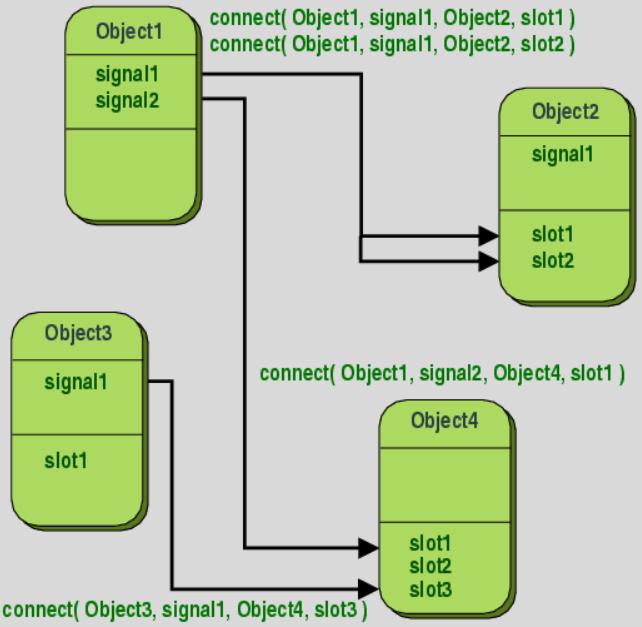 connect( Object1, signal1, Object2, slot1 )
connect( Object1, signal1, Object2, slot2 )
Object1
signal1
signal2
Object2
signal1
slot1
slot2
Object3
signal1
slot1
connect( Object1, signal2, Object4, slot1 )
Object4
slot1
slot2
slot3
connect( Object3, signal1, Object4, slot3 )